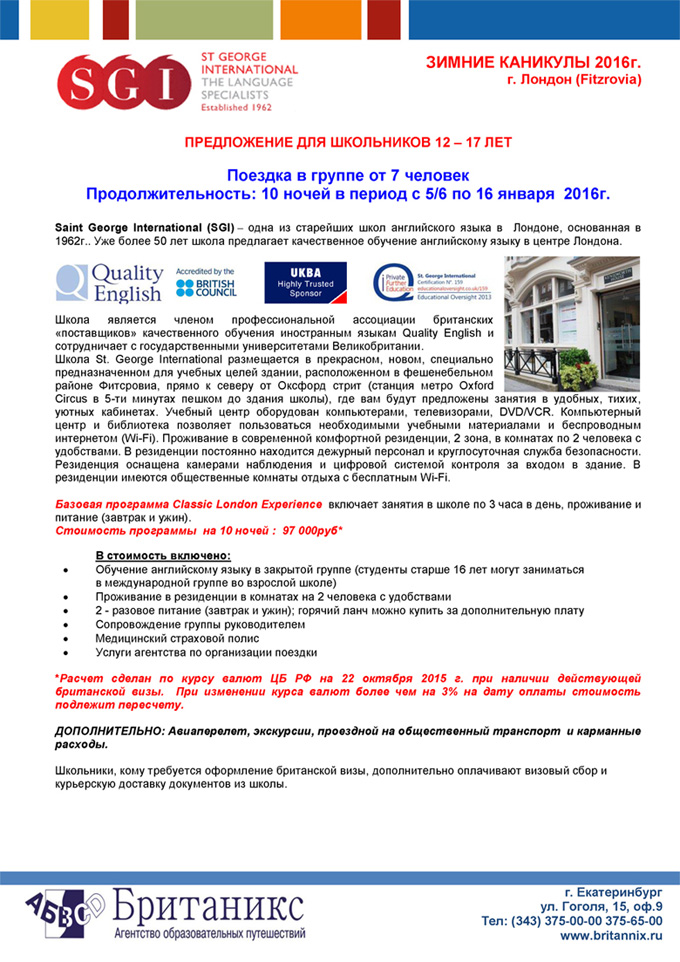 SGI
ST GEORGE
INTERNATIONAL
THE LANGUAGE
SPECIALISTS
Established 1962
ЗИМНИЕ КАНИКУЛЫ 2016г.
г. Лондон (Fitzrovia)
ПРЕДЛОЖЕНИЕ ДЛЯ ШКОЛЬНИКОВ 12 – 17 ЛЕТ
Поездка в группе от 7 человек
Продолжительность: 10 ночей в период с 5/6 по 16 января 2016г.
Saint George International (SGI) – одна из старейших школ английского языка в Лондоне, основанная в
1962г.. Уже более 50 лет школа предлагает качественное обучение английскому языку в центре Лондона.
Quality
English
Accredited by the
BRITISH
COUNCIL
UKBA
Highly Trusted
Sponsor
Private
Further
Education
St. George International
Certification N°. 159
educationaloversight.co.uk/159
Educational Oversight 2013
Школа является членом профессиональной ассоциации британских
«поставщиков» качественного обучения иностранным языкам Quality English и
сотрудничает с государственными университетами Великобритании.
Школа St. George International размещается в прекрасном, новом, специально
предназначенном для учебных целей здании, расположенном в фешенебельном
районе Фитсровиа, прямо к северу от Оксфорд стрит (станция метро Oxford
Circus в 5-ти минутах пешком до здания школы), где вам будут предложены занятия в удобных, тихих,
уютных кабинетах. Учебный центр оборудован компьютерами, телевизорами, DVD/VCR. Компьютерный
центр и библиотека позволяет пользоваться необходимыми учебными материалами и беспроводным
интернетом (Wi-Fi). Проживание в современной комфортной резиденции, 2 зона, в комнатах по 2 человека с
удобствами. В резиденции постоянно находится дежурный персонал и круглосуточная служба безопасности.
Резиденция оснащена камерами наблюдения и цифровой системой контроля за входом в здание. В
резиденции имеются общественные комнаты отдыха с бесплатным Wi-Fi.
Базовая программа Classic London Experience включает занятия в школе по 3 часа в день, проживание и
питание (завтрак и ужин).
Стоимость программы на 10 ночей : 97 000руб*
В стоимость включено:
• Обучение английскому языку в закрытой группе (студенты старше 16 лет могут заниматься
в международной группе во взрослой школе)
• Проживание в резиденции в комнатах на 2 человека с удобствами
• 2 - разовое питание (завтрак и ужин); горячий ланч можно купить за дополнительную плату
• Сопровождение группы руководителем
• Медицинский страховой полис
• Услуги агентства по организации поездки
*Расчет сделан по курсу валют ЦБ РФ на 22 октября 2015 г. при наличии действующей
британской визы. При изменении курса валют более чем на 3% на дату оплаты стоимость
подлежит пересчету.
ДОПОЛНИТЕЛЬНО: Авиаперелет, экскурсии, проездной на общественный транспорт и карманные
расходы.
Школьники, кому требуется оформление британской визы, дополнительно оплачивают визовый сбор и
курьерскую доставку документов из школы.
АБВCD
Британикс
Агентство образовательных путешествий
г. Екатеринбург
ул. Гоголя, 15, оф.9
Тел: (343) 375-00-00 375-65-00
www.britannix.ru